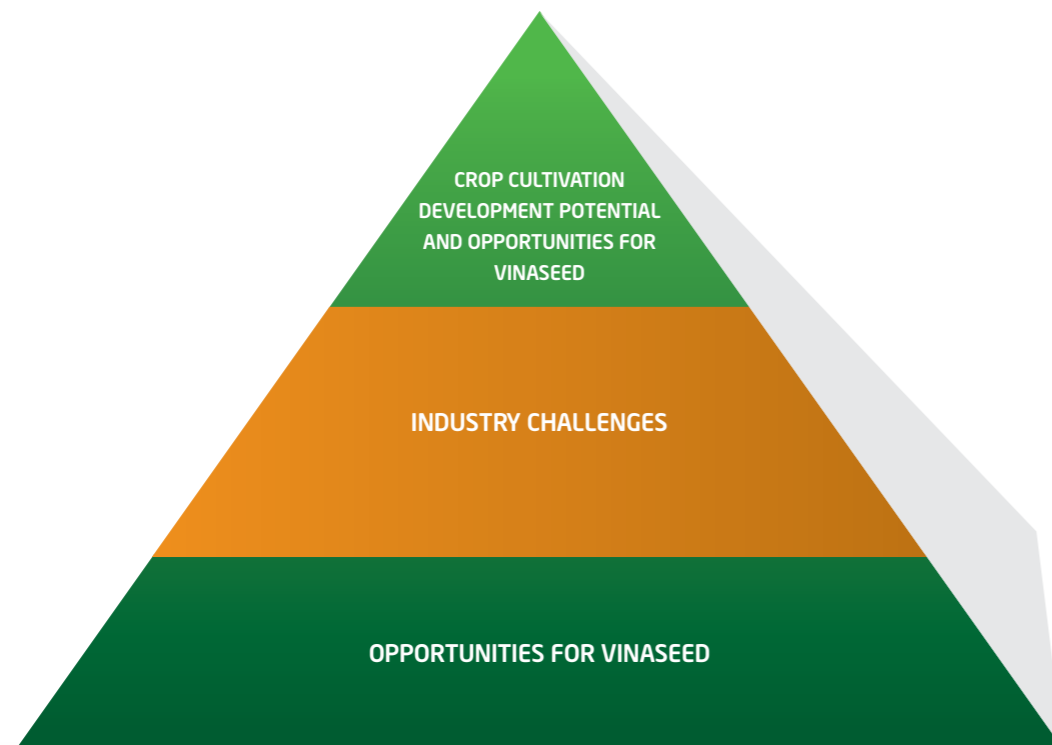 CROP CULTIVATION
DEVELOPMENT POTENTIAL
AND OPPORTUNITIES FOR
VINASEED
INDUSTRY CHALLENGES
OPPORTUNITIES FOR VINASEED